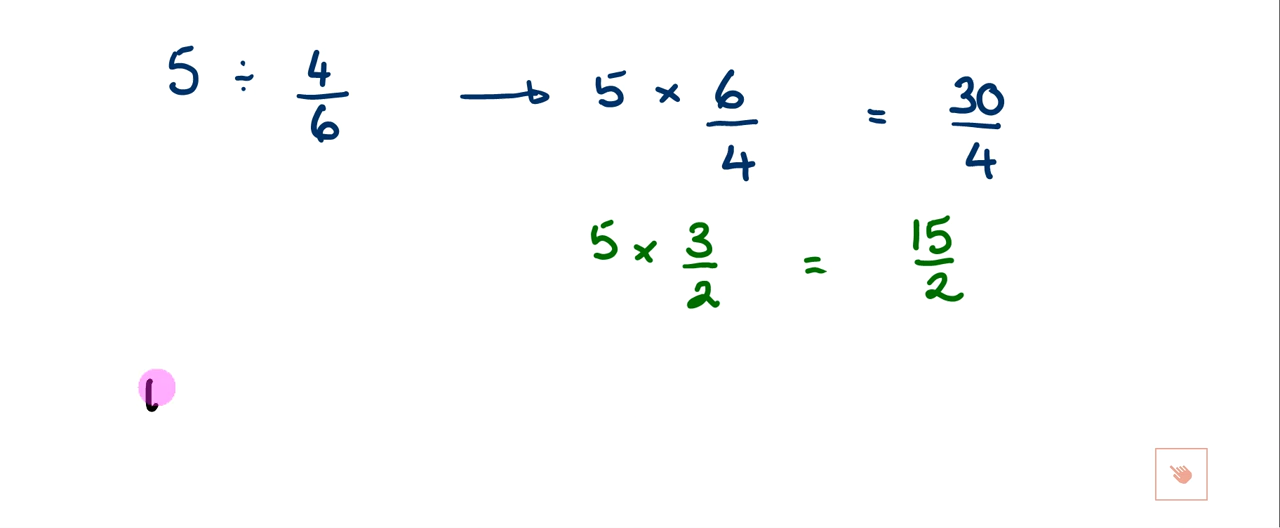 5 ÷ 4/6 → 5 × 6/4 = 30/4
5 × 3/2 = 15/2